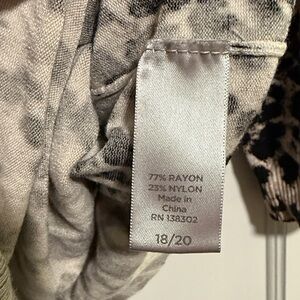 77% RAYON
23% NYLON
Made in
China
RN 138302
18/20